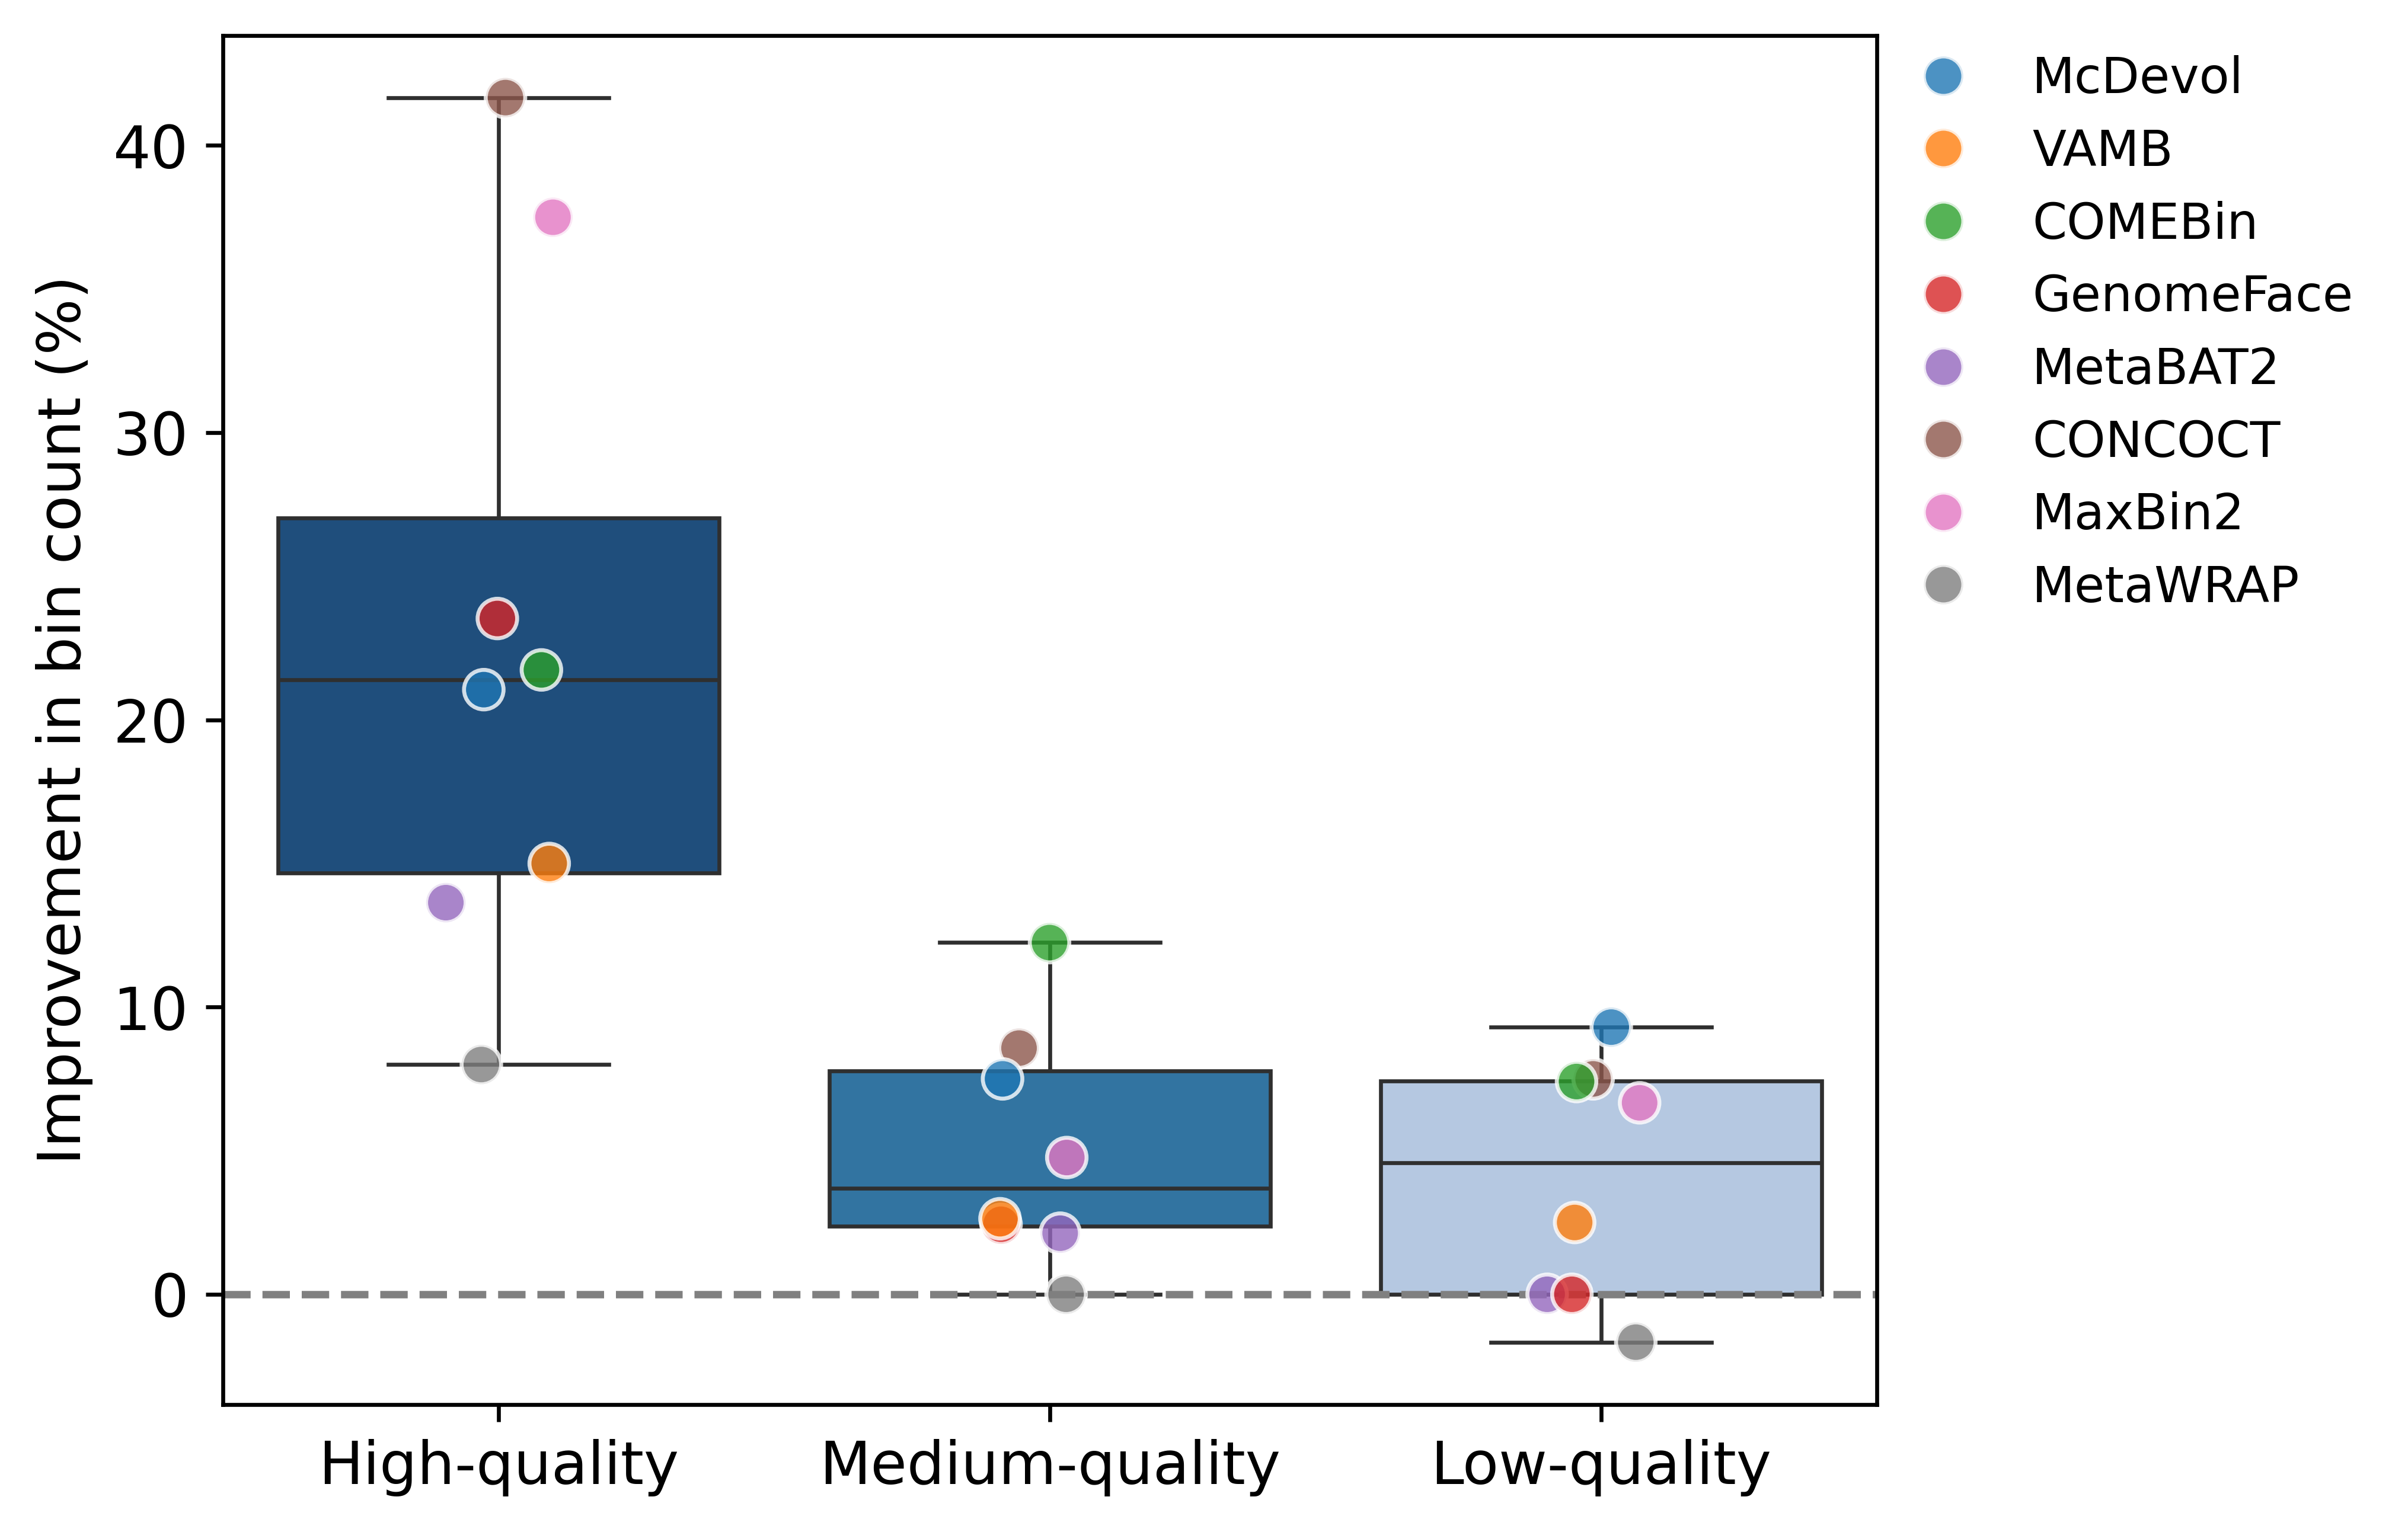 Improvement in bin count (%)
40
30
20
10
0
High-quality
Medium-quality
Low-quality
McDevol
VAMB
COMEBin
GenomeFace
MetaBAT2
CONCOCT
MaxBin2
MetaWRAP